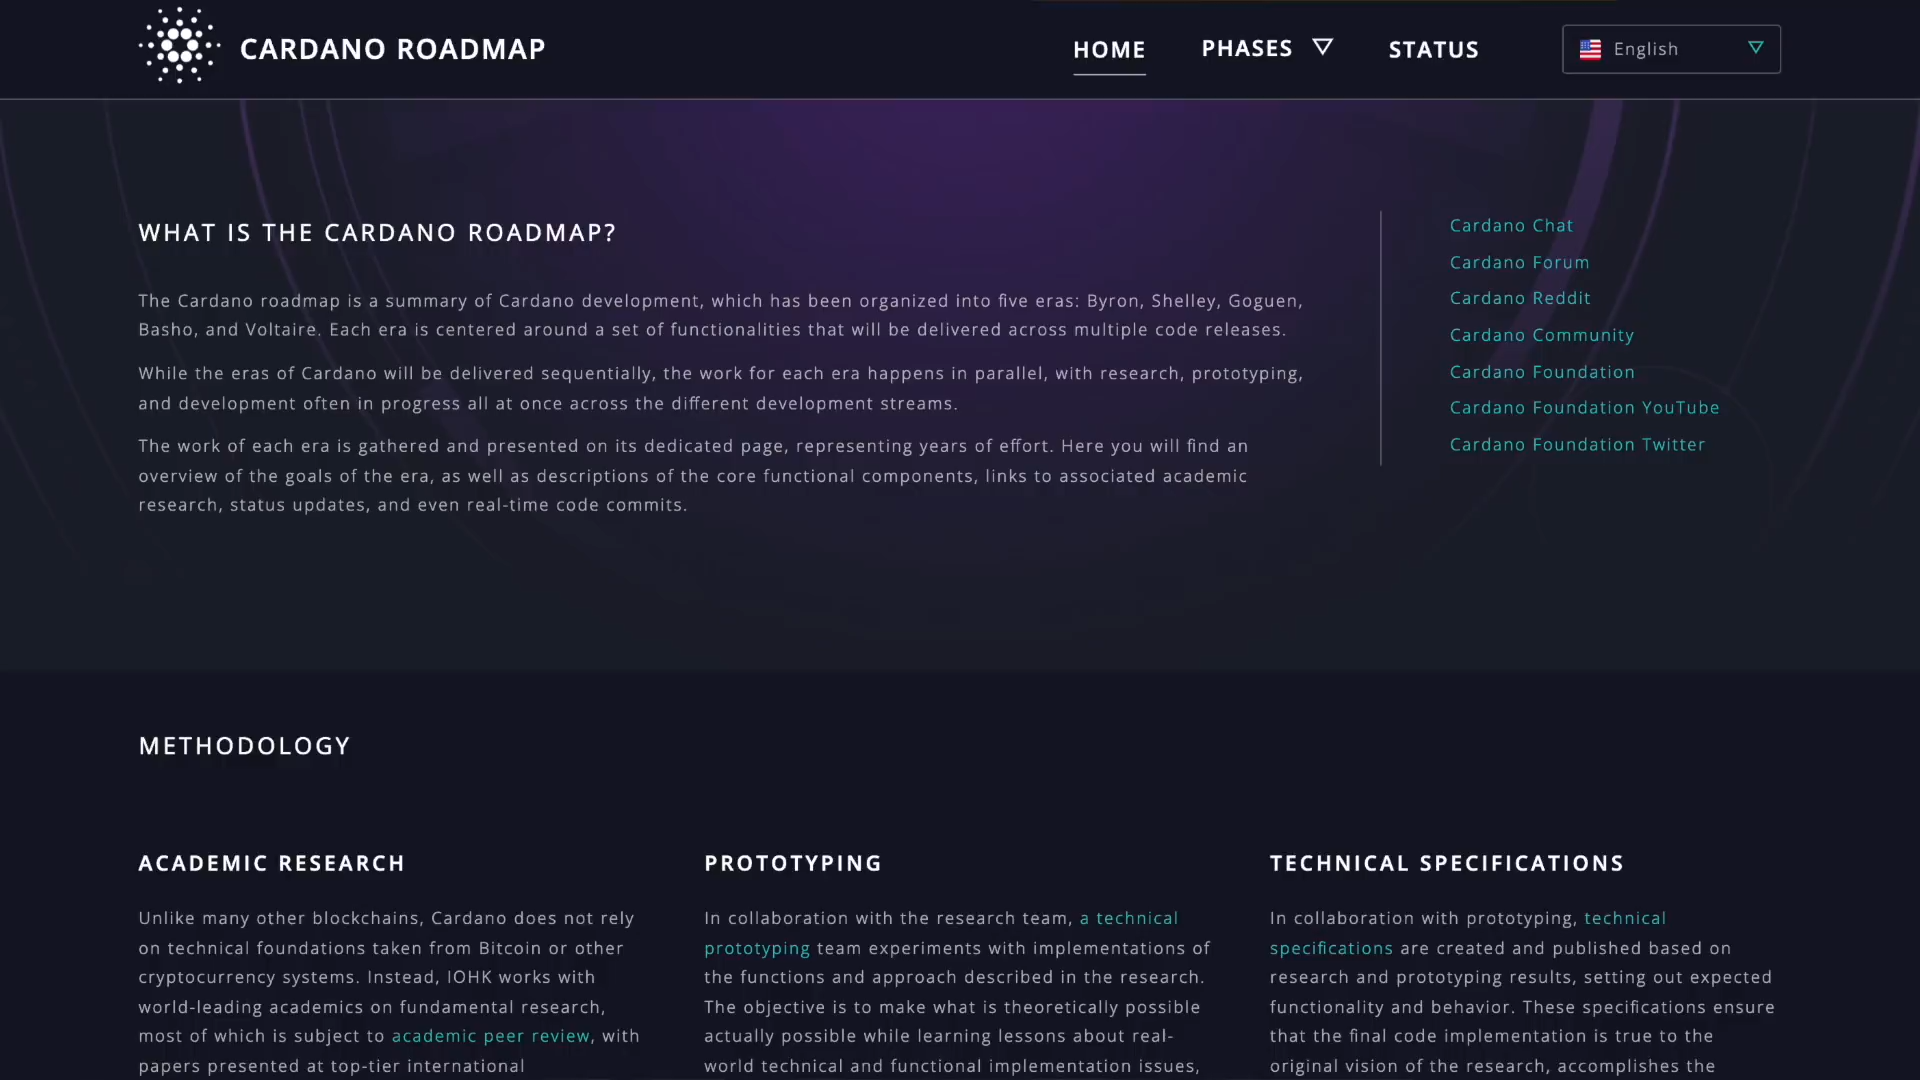 CARDANO ROADMAP
HOME
PHASES
STATUS
English
WHAT IS THE CARDANO ROADMAP?
The Cardano roadmap is a summary of Cardano development, which has been organized into five eras: Byron, Shelley, Goguen,
Basho, and Voltaire. Each era is centered around a set of functionalities that will be delivered across multiple code releases.
While the eras of Cardano will be delivered sequentially, the work for each era happens in parallel, with research, prototyping,
and development often in progress all at once across the different development streams.
The work of each era is gathered and presented on its dedicated page, representing years of effort. Here you will find an
overview of the goals of the era, as well as descriptions of the core functional components, links to associated academic
research, status updates, and even real-time code commits.
Cardano Chat
Cardano Forum
Cardano Reddit
Cardano Community
Cardano Foundation
Cardano Foundation YouTube
Cardano Foundation Twitter
METHODOLOGY
ACADEMIC RESEARCH
Unlike many other blockchains, Cardano does not rely
on technical foundations taken from Bitcoin or other
cryptocurrency systems. Instead, IOHK works with
world-leading academics on fundamental research,
most of which is subject to academic peer review, with
papers presented at top-tier international
PROTOTYPING
In collaboration with the research team, a technical
prototyping team experiments with implementations of
the functions and approach described in the research.
The objective is to make what is theoretically possible
actually possible while learning lessons about real-
world technical and functional implementation issues,
TECHNICAL SPECIFICATIONS
In collaboration with prototyping, technical
specifications are created and published based on
research and prototyping results, setting out expected
functionality and behavior. These specifications ensure
that the final code implementation is true to the
original vision of the research, accomplishes the